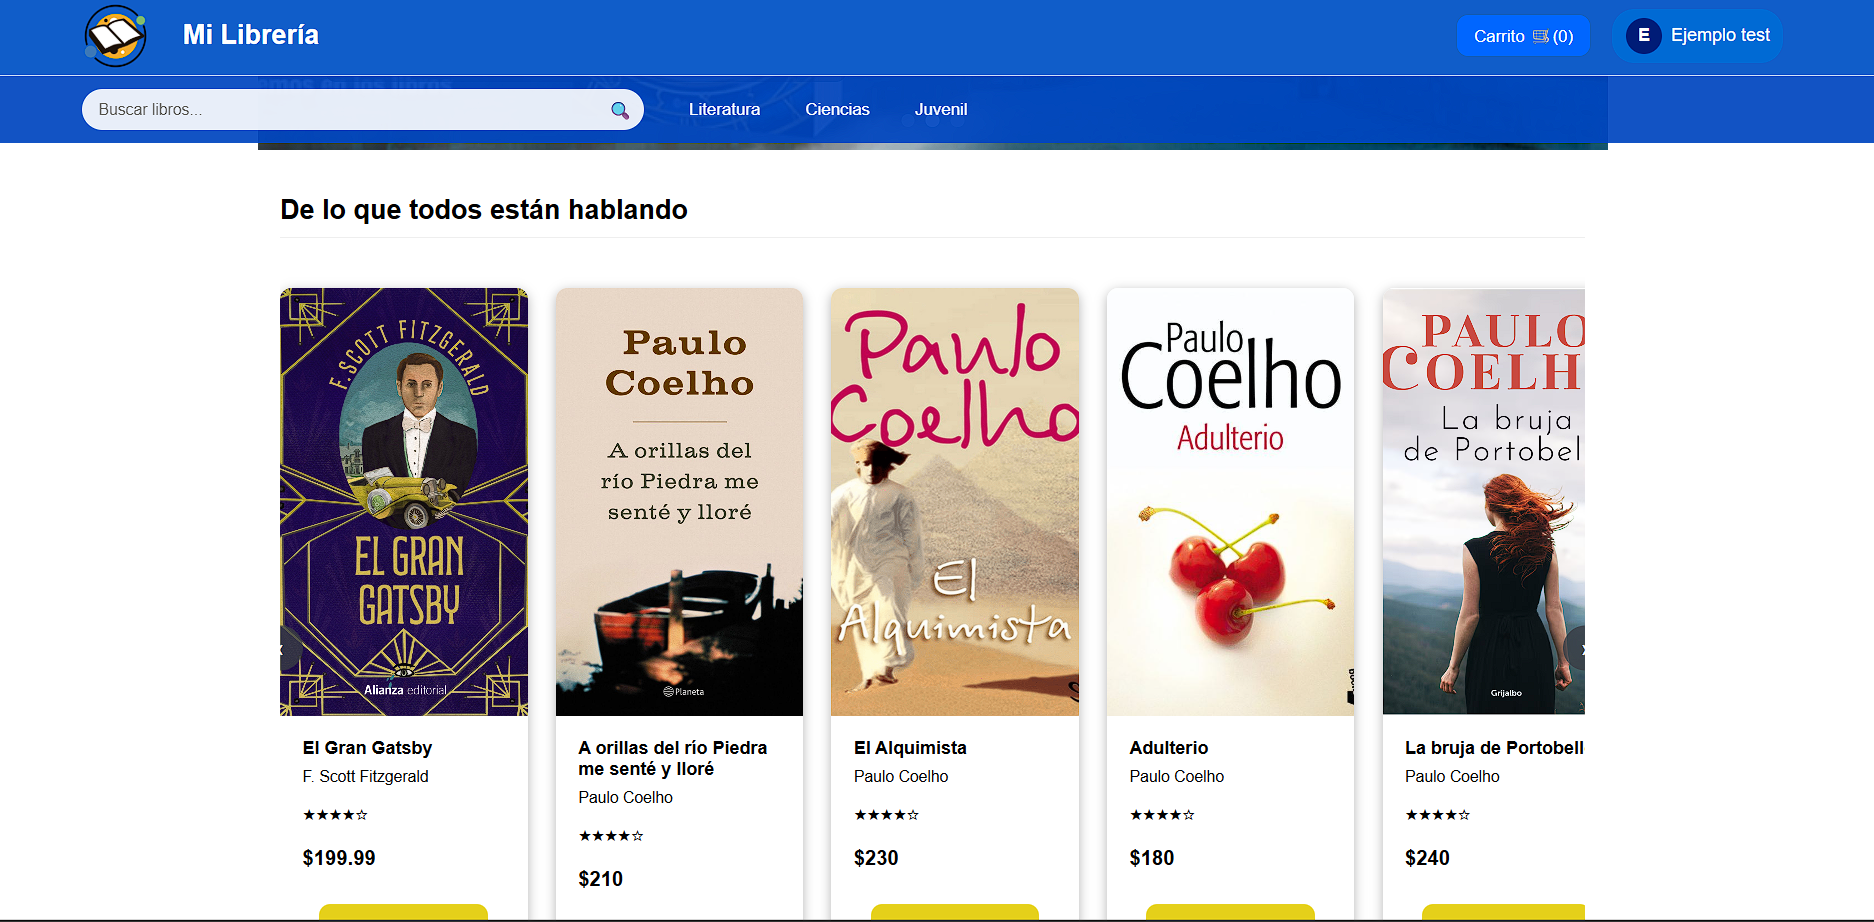 Mi Librería
Carrito (0)
E Ejemplo test
emos en los libros
Buscar libros...
Literatura
Ciencias
Juvenil
De lo que todos están hablando
F. SCOTT FITZGERALD
EL GRAN
GATSBY
Alianza editorial
Paulo
Coelho
A orillas del
río Piedra me
senté y lloré
Planeta
Paulo
Coelho
El
Alquimista
Paulo
Coelho
Adulterio
PAULO
COELH
La bruja
de Portobel
Grijalbo
El Gran Gatsby
F. Scott Fitzgerald
★★★★☆
$199.99
A orillas del río Piedra
me senté y lloré
Paulo Coelho
★★★★☆
$210
El Alquimista
Paulo Coelho
★★★★☆
$230
Adulterio
Paulo Coelho
★★★★☆
$180
La bruja de Portobell
Paulo Coelho
★★★★☆
$240